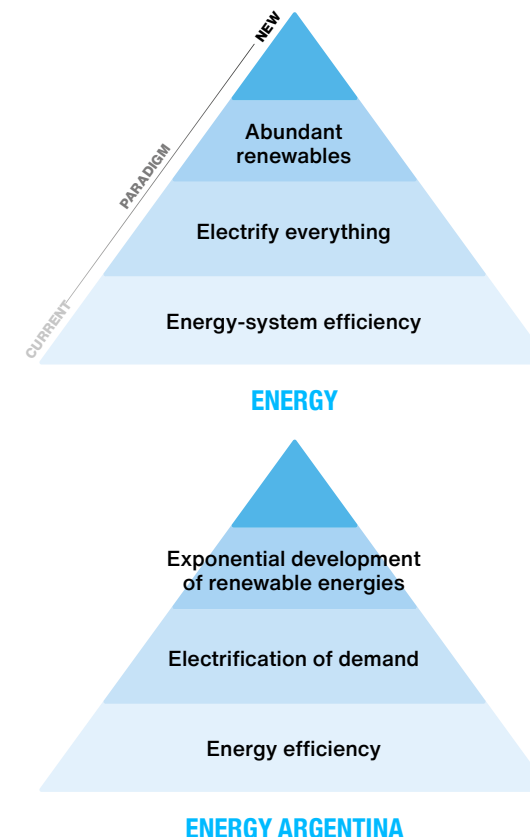 NEW
PARADIGM
CURRENT
Abundant
renewables
Electrify everything
Energy-system efficiency
ENERGY
Exponential development
of renewable energies
Electrification of demand
Energy efficiency
ENERGY ARGENTINA